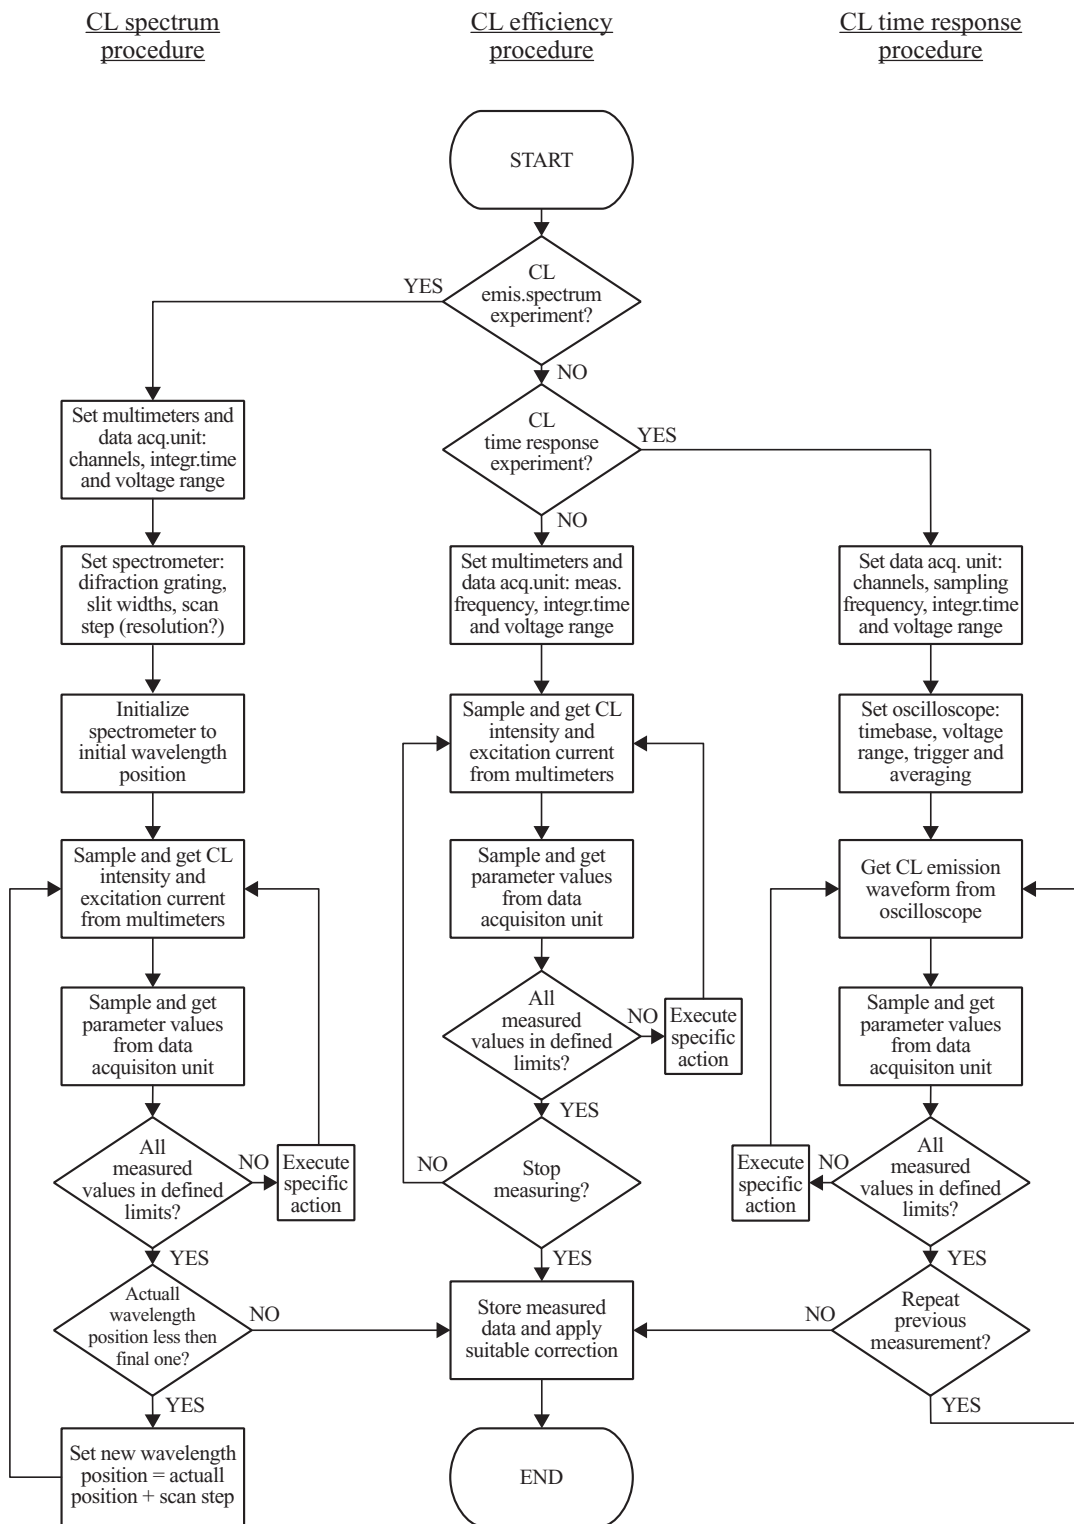 CL spectrum
procedure
CL efficiency
procedure
CL time response
procedure
START
CL
emis.spectrum
experiment?
YES
NO
CL
time response
experiment?
YES
NO
Set multimeters and
data acq.unit:
channels, integr.time
and voltage range
Set spectrometer:
difraction grating,
slit widths, scan
step (resolution?)
Initialize
spectrometer to
initial wavelength
position
Sample and get CL
intensity and
excitation current
from multimeters
Sample and get
parameter values
from data
acquisiton unit
All
measured
values in defined
limits?
NO
Execute
specific
action
YES
Actuall
wavelength
position less then
final one?
NO
YES
Set new wavelength
position = actuall
position + scan step
Set multimeters and
data acq.unit: meas.
frequency, integr.time
and voltage range
Sample and get CL
intensity and
excitation current
from multimeters
Sample and get
parameter values
from data
acquisiton unit
All
measured
values in defined
limits?
NO
Execute
specific
action
YES
Stop
measuring?
NO
YES
Store measured
data and apply
suitable correction
END
Set data acq. unit:
channels, sampling
frequency, integr.time
and voltage range
Set oscilloscope:
timebase, voltage
range, trigger and
averaging
Get CL emission
waveform from
oscilloscope
Sample and get
parameter values
from data
acquisiton unit
All
measured
values in defined
limits?
NO
Execute
specific
action
YES
Repeat
previous
measurement?
NO
YES